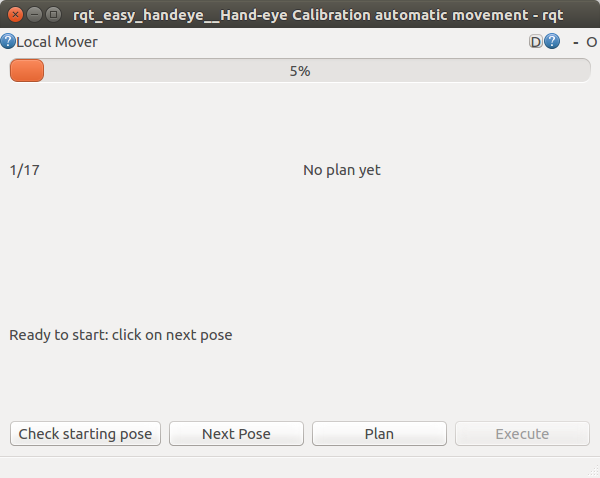 rqt_easy_handeye__Hand-eye Calibration automatic movement - rqt
? Local Mover D ? - O
5%
1/17 No plan yet
Ready to start: click on next pose
Check starting pose Next Pose Plan Execute